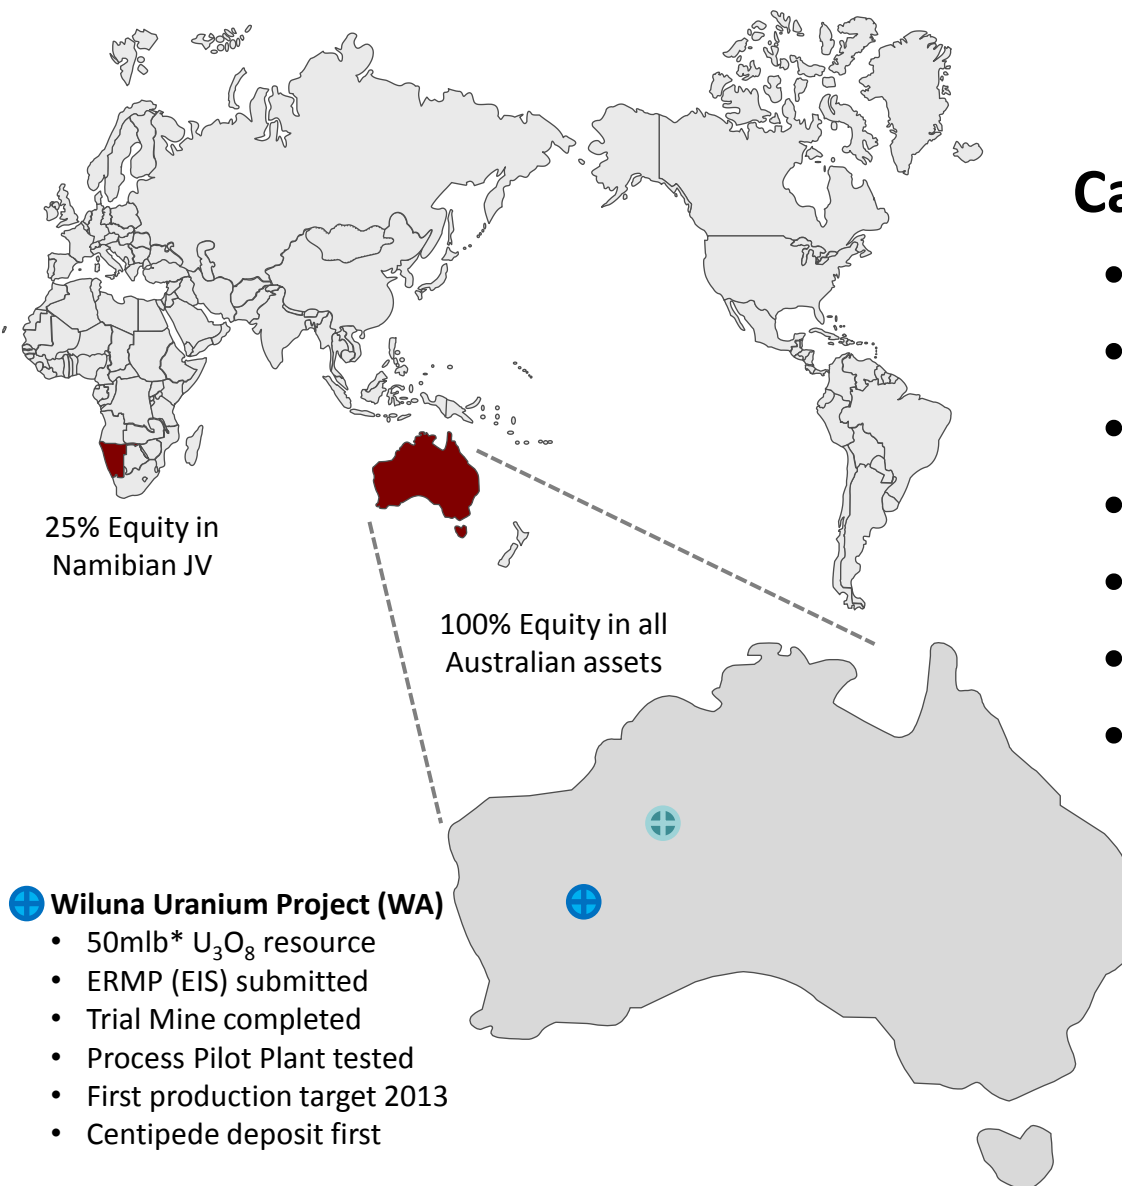 Ca
25% Equity in
Namibian JV
100% Equity in all
Australian assets
Wiluna Uranium Project (WA)
• 50mlb* U₃O₈ resource
• ERMP (EIS) submitted
• Trial Mine completed
• Process Pilot Plant tested
• First production target 2013
• Centipede deposit first